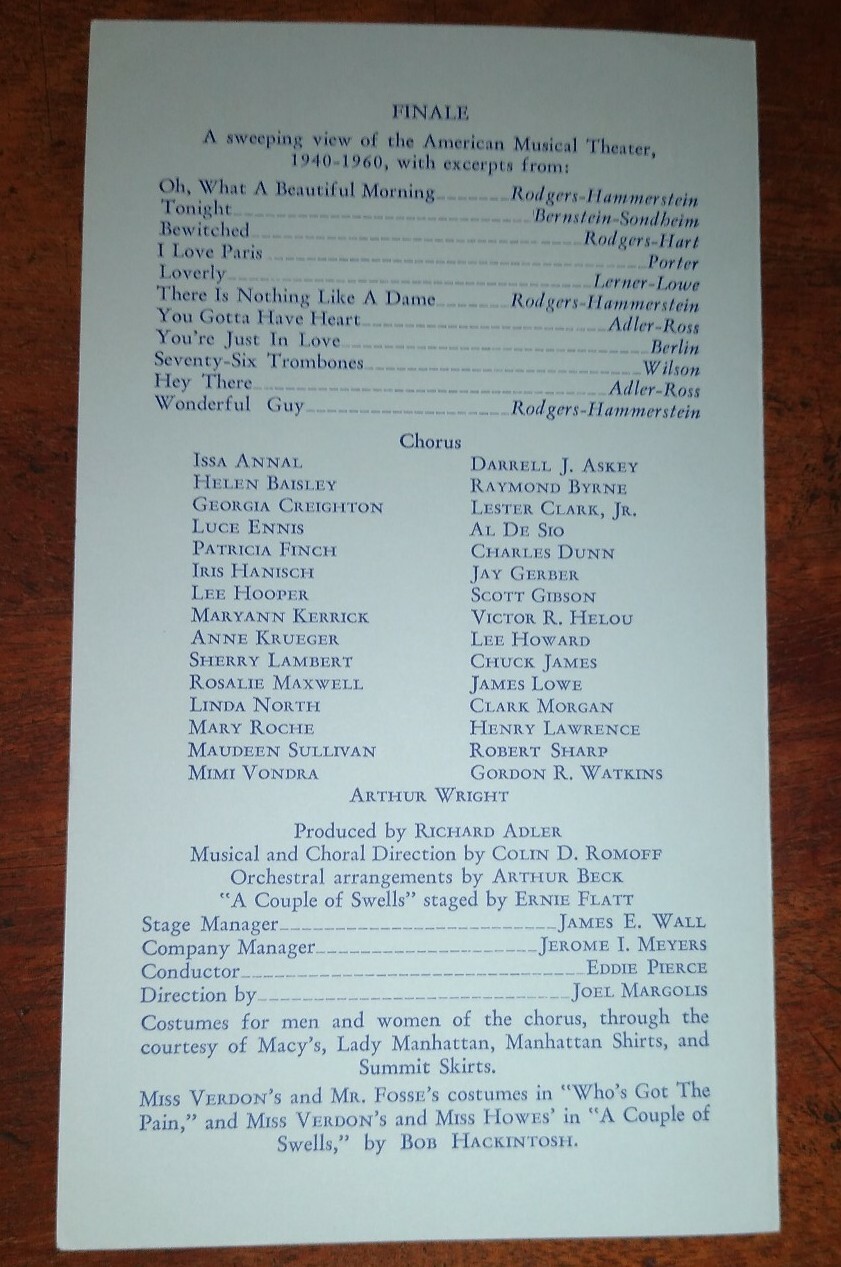 FINALE
A sweeping view of the American Musical Theater,
1940-1960, with excerpts from:
Oh, What A Beautiful Morning Rodgers-Hammerstein
Tonight Bernstein-Sondheim
Bewitched Rodgers-Hart
I Love Paris Porter
Loverly Lerner-Lowe
There Is Nothing Like A Dame Rodgers-Hammerstein
You Gotta Have Heart Adler-Ross
You're Just In Love Berlin
Seventy-Six Trombones Wilson
Hey There Adler-Ross
Wonderful Guy Rodgers-Hammerstein
Chorus
ISSA ANNAL DARRELL J. ASKEY
HELEN BAISLEY RAYMOND BYRNE
GEORGIA CREIGHTON LESTER CLARK, JR.
LUCE ENNIS AL DE SIO
PATRICIA FINCH CHARLES DUNN
IRIS HANISCH JAY GERBER
LEE HOOPER SCOTT GIBSON
MARYANN KERRICK VICTOR R. HELOU
ANNE KRUEGER LEE HOWARD
SHERRY LAMBERT CHUCK JAMES
ROSALIE MAXWELL JAMES LOWE
LINDA NORTH CLARK MORGAN
MARY ROCHE HENRY LAWRENCE
MAUDEEN SULLIVAN ROBERT SHARP
MIMI VONDRA GORDON R. WATKINS
ARTHUR WRIGHT
Produced by RICHARD ADLER
Musical and Choral Direction by COLIN D. ROMOFF
Orchestral arrangements by ARTHUR BECK
"A Couple of Swells" staged by ERNIE FLATT
Stage Manager JAMES E. WALL
Company Manager JEROME I. MEYERS
Conductor EDDIE PIERCE
Direction by JOEL MARGOLIS
Costumes for men and women of the chorus, through the
courtesy of Macy's, Lady Manhattan, Manhattan Shirts, and
Summit Skirts.
MISS VERDON'S and MR. FOSSE'S costumes in "Who's Got The
Pain," and MISS VERDON'S and MISS HOWES' in "A Couple of
Swells," by BOB HACKINTOSH.